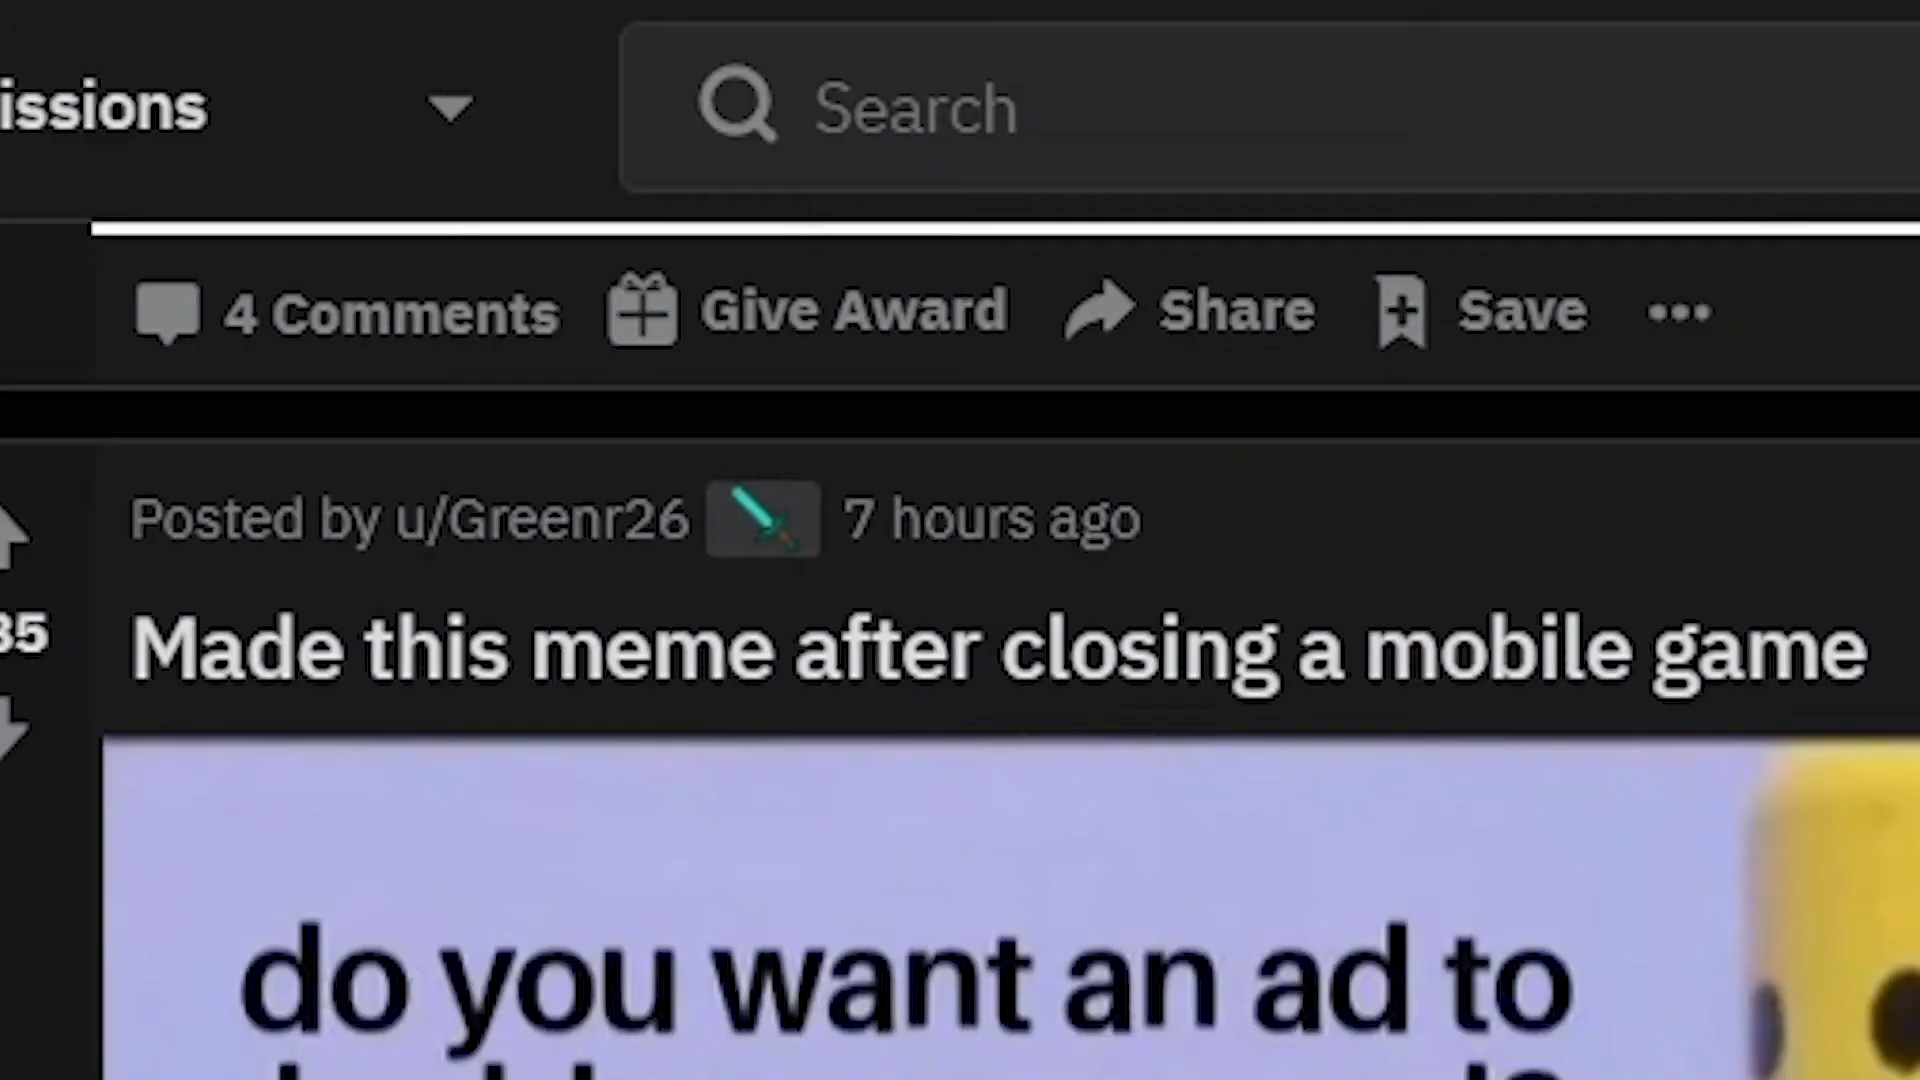 issions
Search
4 Comments Give Award Share Save
Posted by u/Greenr26 7 hours ago
35
Made this meme after closing a mobile game
do you want an ad to